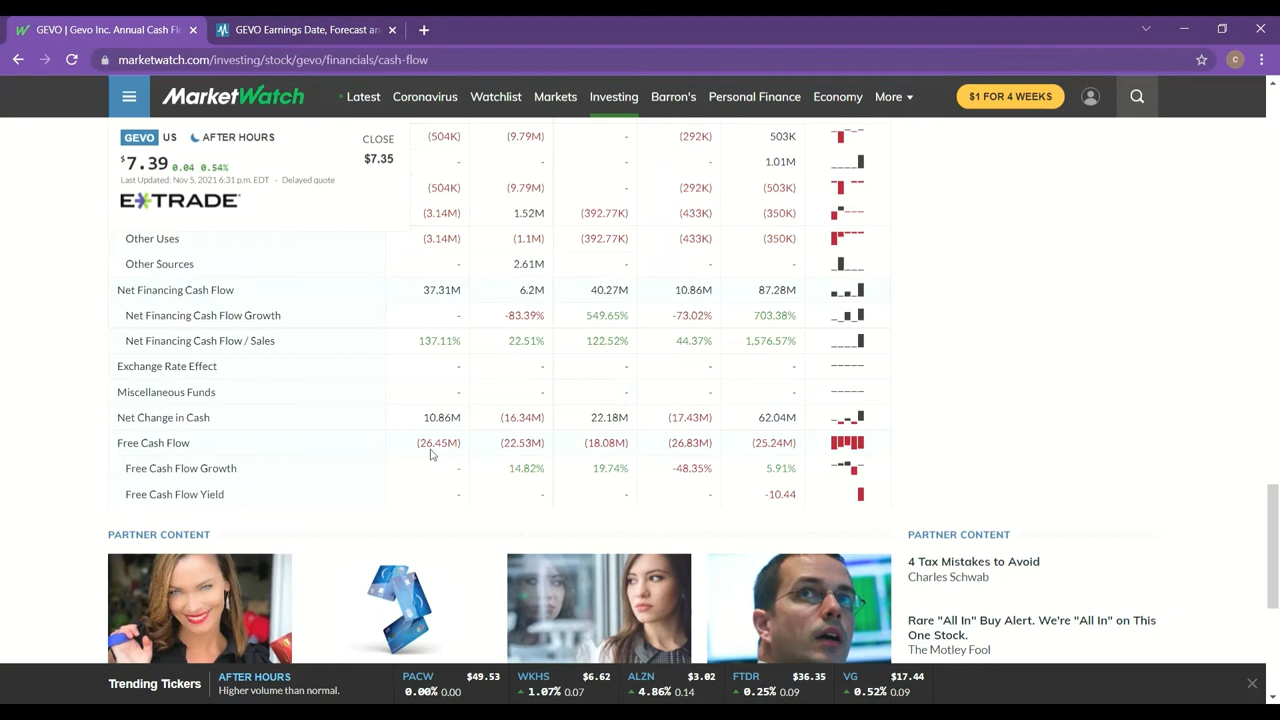 GEVO | Gevo Inc. Annual Cash Fl
GEVO Earnings Date, Forecast an
marketwatch.com/investing/stock/gevo/financials/cash-flow
c
MarketWatch
Latest Coronavirus Watchlist Markets Investing Barron's Personal Finance Economy More
$1 FOR 4 WEEKS
GEVO US AFTER HOURS CLOSE
$7.39 0.04 0.54% $7.35
Last Updated: Nov 5, 2021 6:31 p.m. EDT - Delayed quote
E*TRADE
(504K) (9.79M) - (292K) 503K
- 1.01M
(504K) (9.79M) - (292K) (503K)
(3.14M) 1.52M (392.77K) (433K) (350K)
Other Uses (3.14M) (1.1M) (392.77K) (433K) (350K)
Other Sources - 2.61M - - -
Net Financing Cash Flow 37.31M 6.2M 40.27M 10.86M 87.28M
Net Financing Cash Flow Growth - -83.39% 549.65% -73.02% 703.38%
Net Financing Cash Flow / Sales 137.11% 22.51% 122.52% 44.37% 1,576.57%
Exchange Rate Effect - - - - -
Miscellaneous Funds - - - - -
Net Change in Cash 10.86M (16.34M) 22.18M (17.43M) 62.04M
Free Cash Flow (26.45M) (22.53M) (18.08M) (26.83M) (25.24M)
Free Cash Flow Growth - 14.82% 19.74% -48.35% 5.91%
Free Cash Flow Yield - - - - -10.44
PARTNER CONTENT
PARTNER CONTENT
4 Tax Mistakes to Avoid
Charles Schwab
Rare "All In" Buy Alert. We're "All In" on This
One Stock.
The Motley Fool
Trending Tickers
AFTER HOURS
Higher volume than normal.
PACW $49.53
0.00% 0.00
WKHS $6.62
1.07% 0.07
ALZN $3.02
4.86% 0.14
FTDR $36.35
0.25% 0.09
VG $17.44
0.52% 0.09